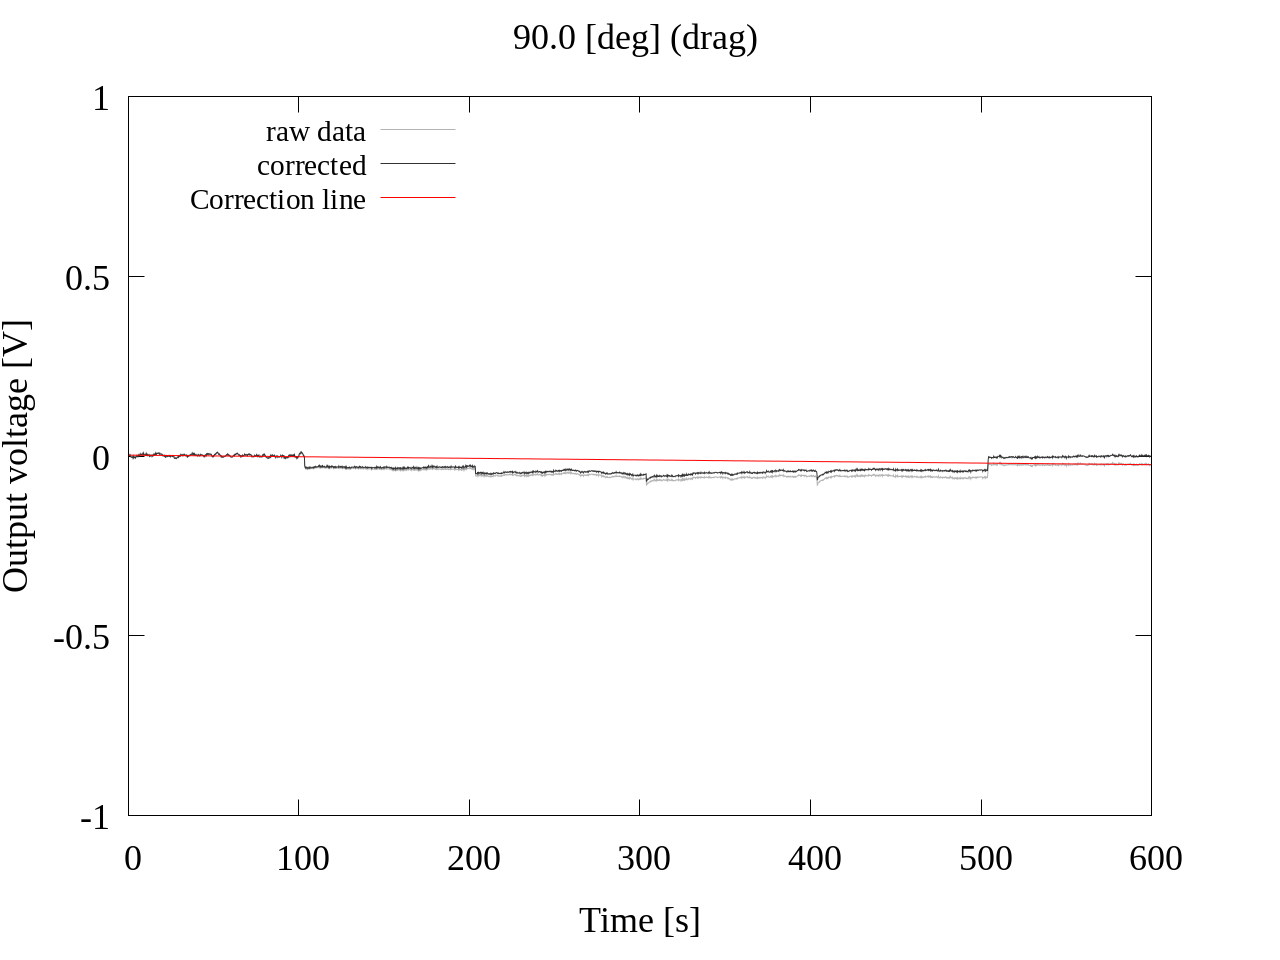 90.0 [deg] (drag)
1
0.5
0
-0.5
-1
raw data
corrected
Correction line
Output voltage [V]
0 100 200 300 400 500 600
Time [s]